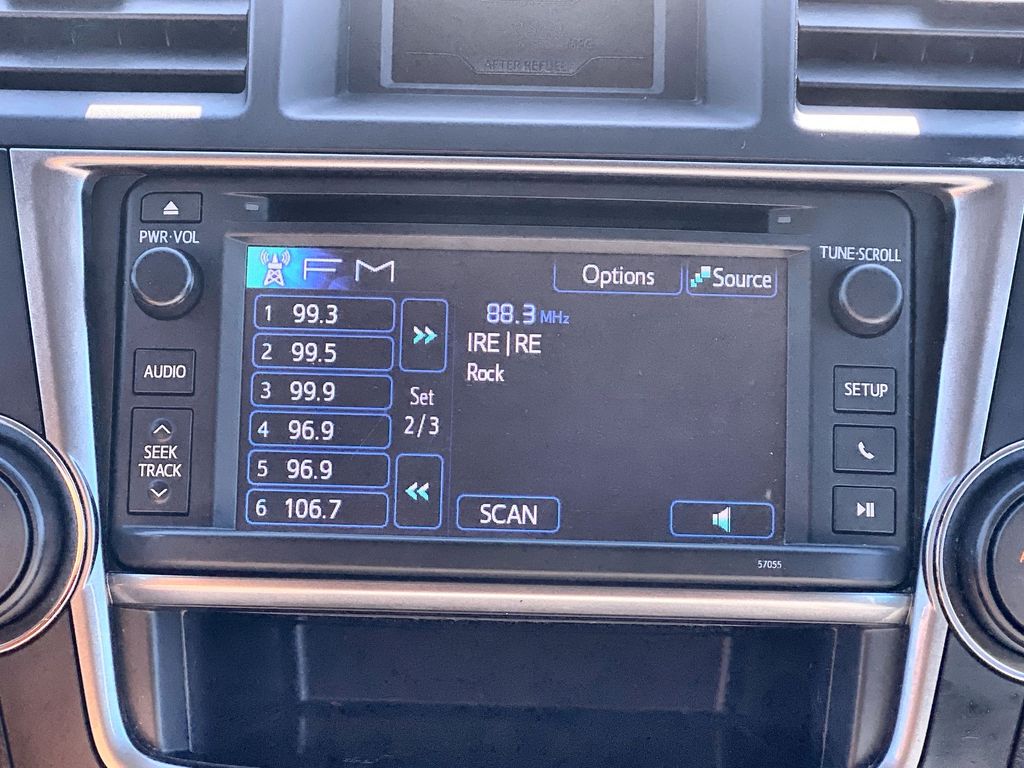 AFTER REFUEL
PWR·VOL
TUNE·SCROLL
FM
Options
Source
1 99.3
2 99.5
3 99.9
4 96.9
5 96.9
6 106.7
Set
2/3
88.3 MHz
IRE|RE
Rock
SCAN
AUDIO
SEEK
TRACK
SETUP
57055